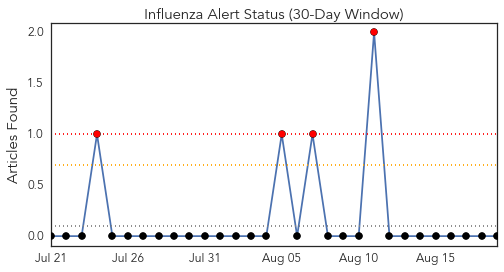 Influenza Alert Status (30-Day Window)
Articles Found
2.0
1.5
1.0
0.5
0.0
Jul 21 Jul 26 Jul 31 Aug 05 Aug 10 Aug 15